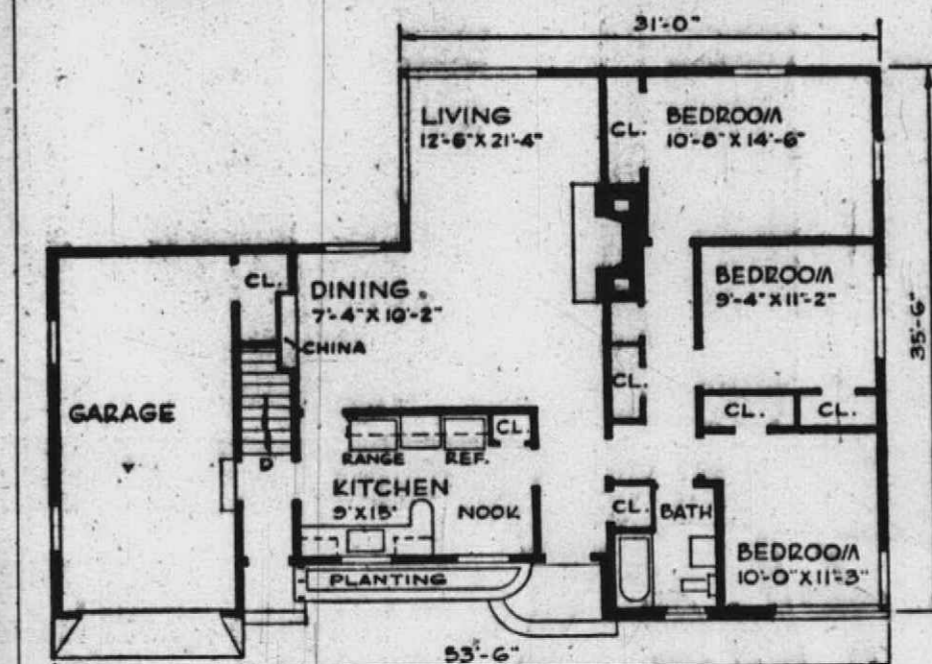 31'-0"
LIVING
12'-6" X 21'-4"
CL.
BEDROOM
10'-8" X 14'-6"
CL.
DINING
7'-4" X 10'-2"
CHINA
BEDROOM
9'-4" X 11'-2"
35'-6"
GARAGE
CL.
CL.
CL.
CL.
RANGE
REF.
D
KITCHEN
9' X 15'
NOOK
CL.
BATH
BEDROOM
10'-0" X 11'-3"
PLANTING
53'-6"